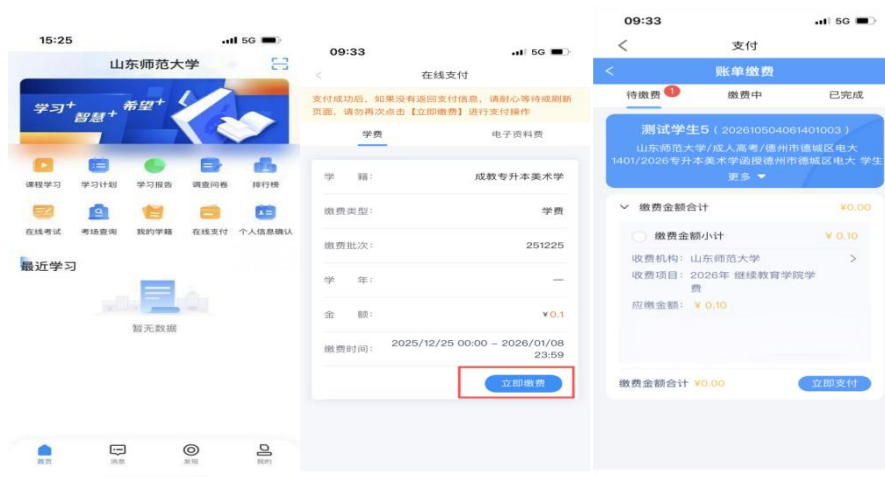 15:25
5G
山东师范大学
学习+
智慧+
希望+
课程学习 学习计划 学习报告 调查问卷 排行榜
在线考试 考场查询 我的学籍 在线支付 个人信息确认
最近学习
暂无数据
首页 消息 发现 我的
09:33
5G
在线支付
支付成功后，如果没有返回支付信息，请耐心等待或刷新
页面，请勿再次点击【立即缴费】进行支付操作
学费 电子资料费
学 籍： 成教专升本美术学
缴费类型： 学费
缴费批次： 251225
学 年： —
金 额： ¥0.1
缴费时间： 2025/12/25 00:00 ~ 2026/01/08
23:59
立即缴费
09:33
5G
支付
账单缴费
待缴费 1 缴费中 已完成
测试学生5（202610504061401003）
山东师范大学/成人高考/德州市德城区电大
1401/2026专升本美术学函授德州市德城区电大 学生
更多
缴费金额合计 ¥0.00
缴费金额小计 ¥ 0.10
收费机构：山东师范大学
收费项目：2026年 继续教育学院学
费
应缴金额：¥ 0.10
缴费金额合计 ¥0.00 立即支付